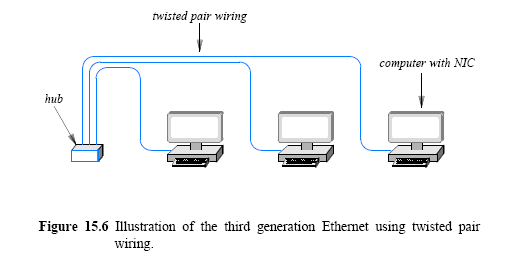 twisted pair wiring
computer with NIC
hub
Figure 15.6 Illustration of the third generation Ethernet using twisted pair
wiring.